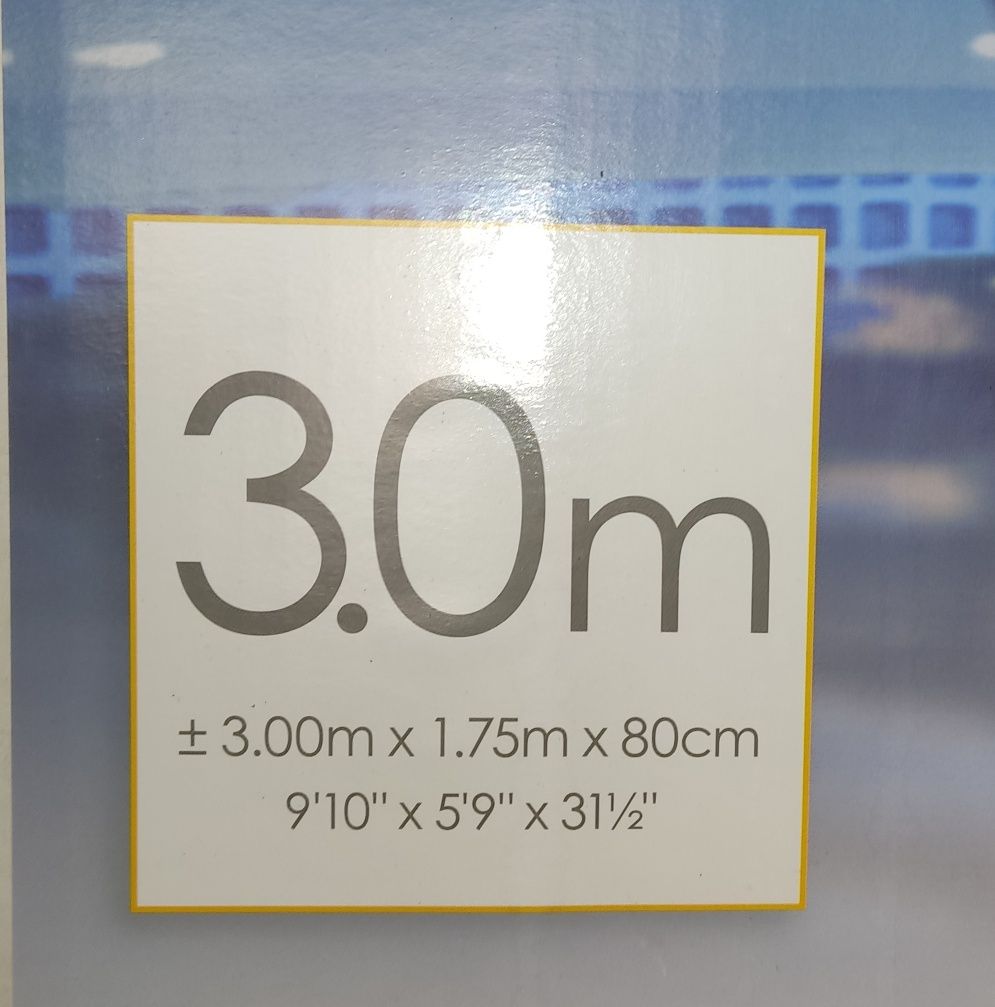 3.0m
± 3.00m x 1.75m x 80cm
9'10" x 5'9" x 31½"